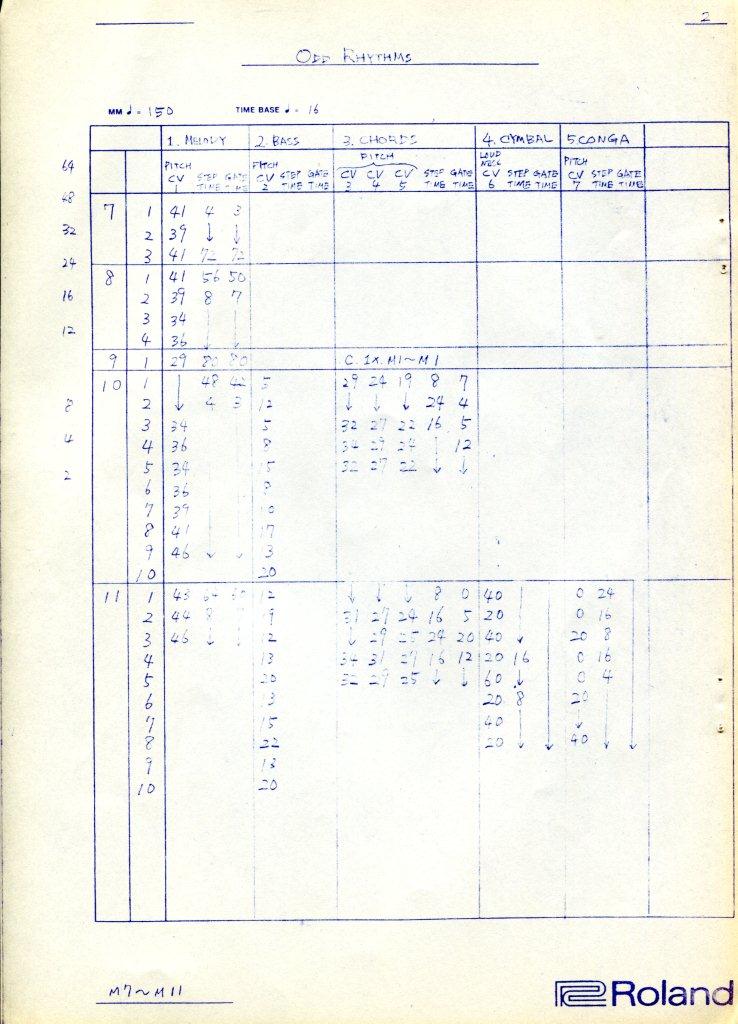 2
ODD RHYTHMS
MM ♩ = 150 TIME BASE ♩ = 16
1. MELODY 2. BASS 3. CHORDS 4. CYMBAL 5. CONGA
64 PITCH STEP GATE PITCH STEP GATE PITCH STEP GATE LOUDNESS STEP GATE PITCH STEP GATE
CV 1 TIME TIME CV 2 TIME TIME CV 3 CV 4 CV 5 TIME TIME CV 6 TIME TIME CV 7 TIME TIME
48
7 1 41 4 3
32 2 39 ↓ ↓
3 41 72 72
24
8 1 41 56 50
16 2 39 8 7
3 34
12 4 36 ↓ ↓
9 1 29 80 80 C. 1X. M1~M1
10 1 48 42 5 29 24 19 8 7
8 2 ↓ 4 3 12 ↓ ↓ ↓ 24 4
3 34 5 32 27 22 16 5
4 4 36 8 34 29 24 12
5 34 15 32 27 22 ↓ ↓
2 6 36 8
7 39 10
8 41 17
9 46 ↓ ↓ 3
10 20
11 1 43 64 12 ↓ ↓ ↓ 8 0 40 0 24
2 44 8 31 27 24 16 5 20 0 16
3 46 ↓ ↓ 12 ↓ 29 25 24 20 40 ↓ 20 8
4 13 34 31 27 16 12 20 16 0 16
5 20 32 29 25 ↓ ↓ 60 ↓ 0 4
6 13 20 8 20
7 15 40 ↓
8 22 20 ↓ ↓ 40 ↓ ↓
9 13
10 20
M7~M11
Roland